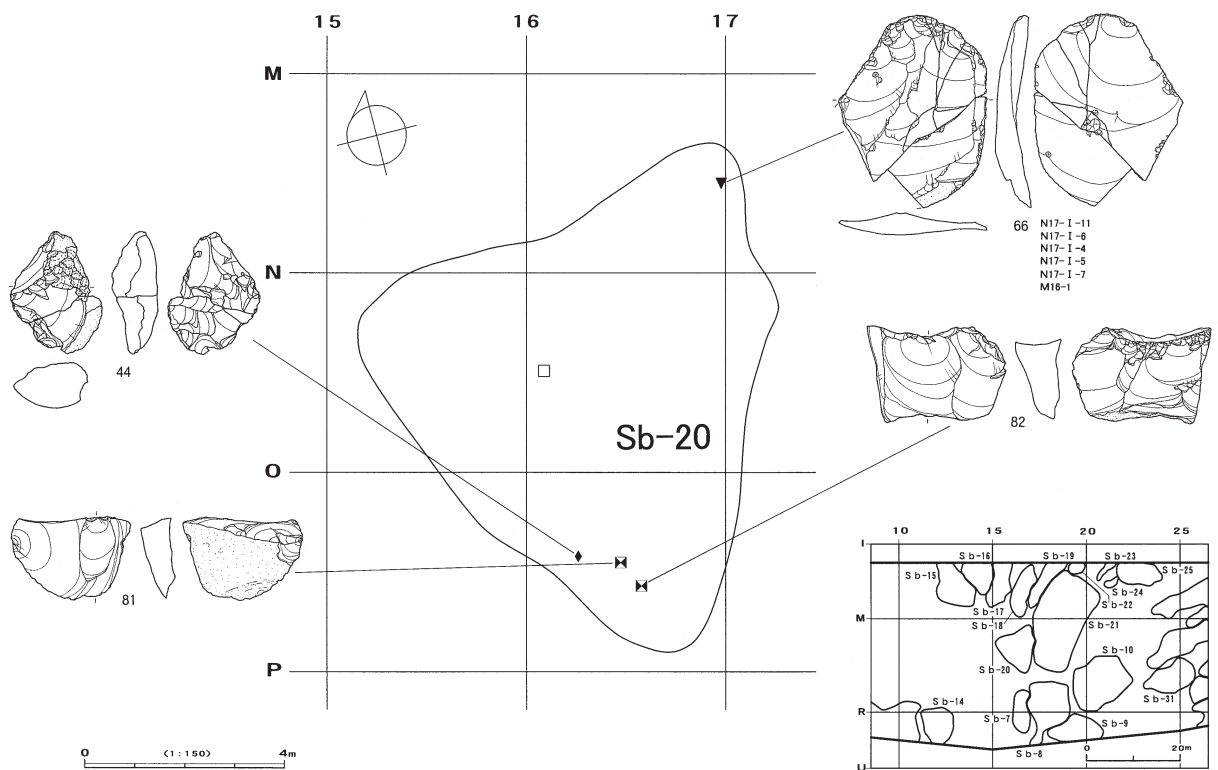 15 16 17
M
N
O
P
Sb-20
44
81
66
N17-Ⅰ-11
N17-Ⅰ-6
N17-Ⅰ-4
N17-Ⅰ-5
N17-Ⅰ-7
M16-1
82
0 (1:150) 4m
10 15 20 25
I
M
R
U
Sb-16 Sb-19 Sb-23
Sb-15 Sb-25
Sb-24
Sb-17 Sb-22
Sb-18 Sb-21
Sb-20 Sb-10
Sb-31
Sb-14 Sb-7 Sb-9
Sb-8
0 20m